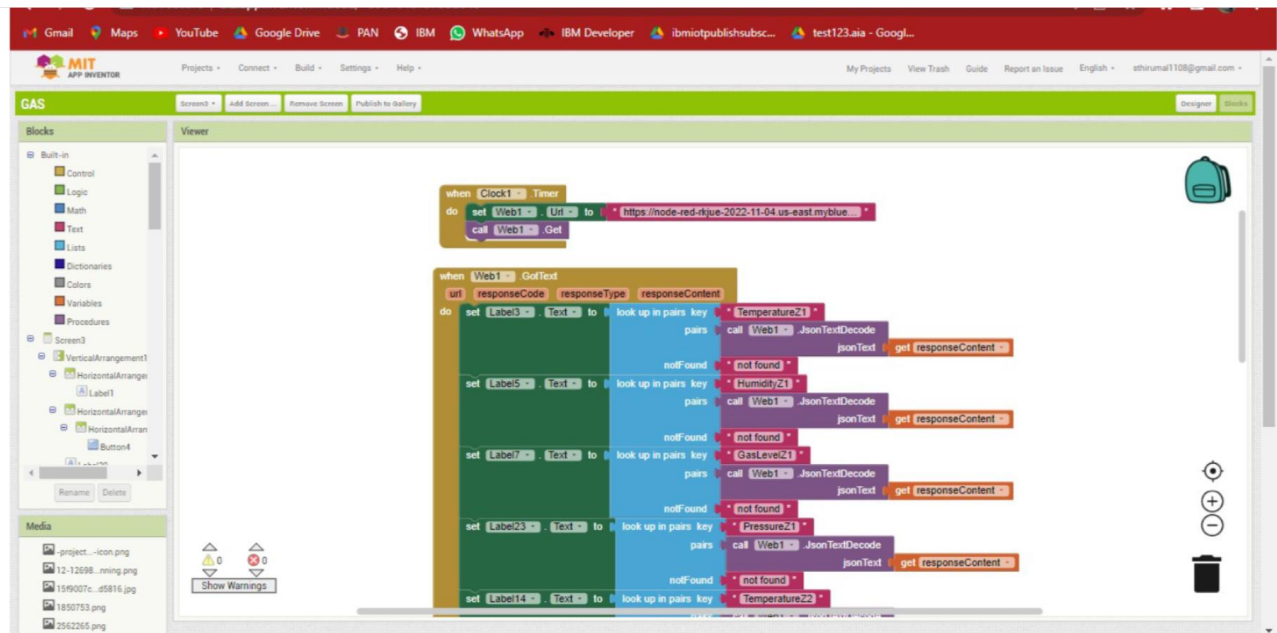 Gmail Maps YouTube Google Drive PAN IBM WhatsApp IBM Developer ibmiotpublishsubsc... test123.aia - Googl...
MIT APP INVENTOR Projects Connect Build Settings Help My Projects View Trash Guide Report an Issue English sthirumal1108@gmail.com
GAS Screen3 Add Screen ... Remove Screen Publish to Gallery Designer Blocks
Blocks Viewer
Built-in
Control
Logic
Math
Text
Lists
Dictionaries
Colors
Variables
Procedures
Screen3
VerticalArrangement1
HorizontalArranger
Label1
HorizontalArranger
HorizontalArran
Button4
Rename Delete
Media
-project...-icon.png
12-12698...nning.png
15f9007c...d5816.jpg
1850753.png
2562265.png
when Clock1 .Timer
do set Web1 . Url to " https://node-red-rkjue-2022-11-04.us-east.myblue... "
call Web1 .Get
when Web1 .GotText
url responseCode responseType responseContent
do set Label3 . Text to look up in pairs key " TemperatureZ1 "
pairs call Web1 .JsonTextDecode
jsonText get responseContent
notFound " not found "
set Label5 . Text to look up in pairs key " HumidityZ1 "
pairs call Web1 .JsonTextDecode
jsonText get responseContent
notFound " not found "
set Label7 . Text to look up in pairs key " GasLevelZ1 "
pairs call Web1 .JsonTextDecode
jsonText get responseContent
notFound " not found "
set Label23 . Text to look up in pairs key " PressureZ1 "
pairs call Web1 .JsonTextDecode
jsonText get responseContent
notFound " not found "
set Label14 . Text to look up in pairs key " TemperatureZ2 "
0 0
Show Warnings